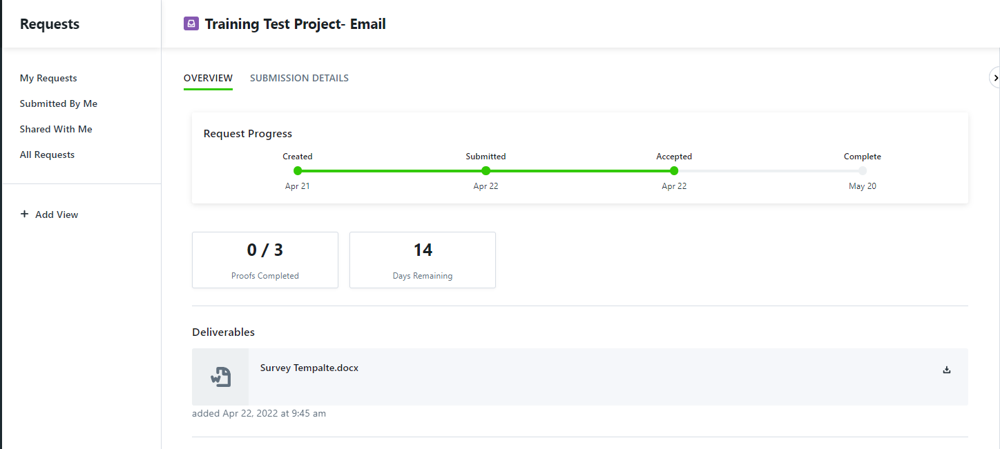 Requests
Training Test Project- Email
My Requests
Submitted By Me
Shared With Me
All Requests
+ Add View
OVERVIEW SUBMISSION DETAILS
Request Progress
Created Submitted Accepted Complete
Apr 21 Apr 22 Apr 22 May 20
0 / 3
Proofs Completed
14
Days Remaining
Deliverables
W
Survey Tempalte.docx
added Apr 22, 2022 at 9:45 am